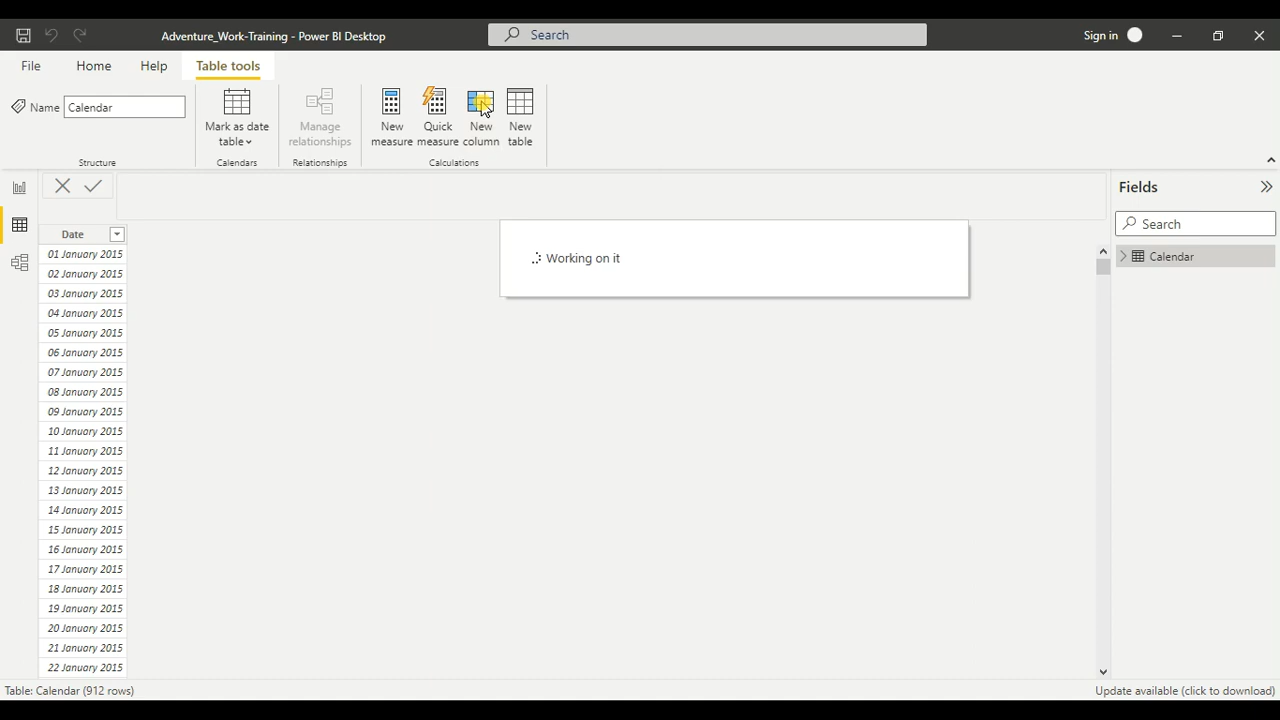 Adventure_Work-Training - Power BI Desktop
Search
Sign in
File
Home
Help
Table tools
Name
Calendar
Mark as date
table
Manage
relationships
New
measure
Quick
measure
New
column
New
table
Structure
Calendars
Relationships
Calculations
Date
01 January 2015
02 January 2015
03 January 2015
04 January 2015
05 January 2015
06 January 2015
07 January 2015
08 January 2015
09 January 2015
10 January 2015
11 January 2015
12 January 2015
13 January 2015
14 January 2015
15 January 2015
16 January 2015
17 January 2015
18 January 2015
19 January 2015
20 January 2015
21 January 2015
22 January 2015
Working on it
Fields
Search
Calendar
Table: Calendar (912 rows)
Update available (click to download)